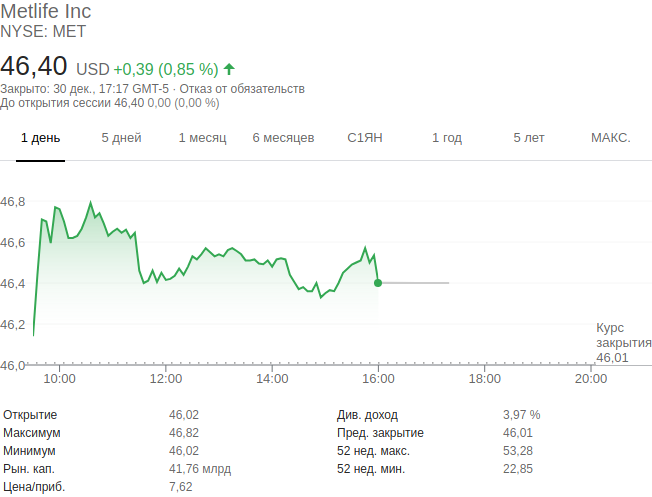 Metlife Inc
NYSE: MET
46,40 USD +0,39 (0,85 %)
Закрыто: 30 дек., 17:17 GMT-5 · Отказ от обязательств
До открытия сессии 46,40 0,00 (0,00 %)
1 день 5 дней 1 месяц 6 месяцев С1ЯН 1 год 5 лет МАКС.
46,8
46,6
46,4
46,2
Курс
закрытия
46,01
46,0
10:00 12:00 14:00 16:00 18:00 20:00
Открытие 46,02 Див. доход 3,97 %
Максимум 46,82 Пред. закрытие 46,01
Минимум 46,02 52 нед. макс. 53,28
Рын. кап. 41,76 млрд 52 нед. мин. 22,85
Цена/приб. 7,62